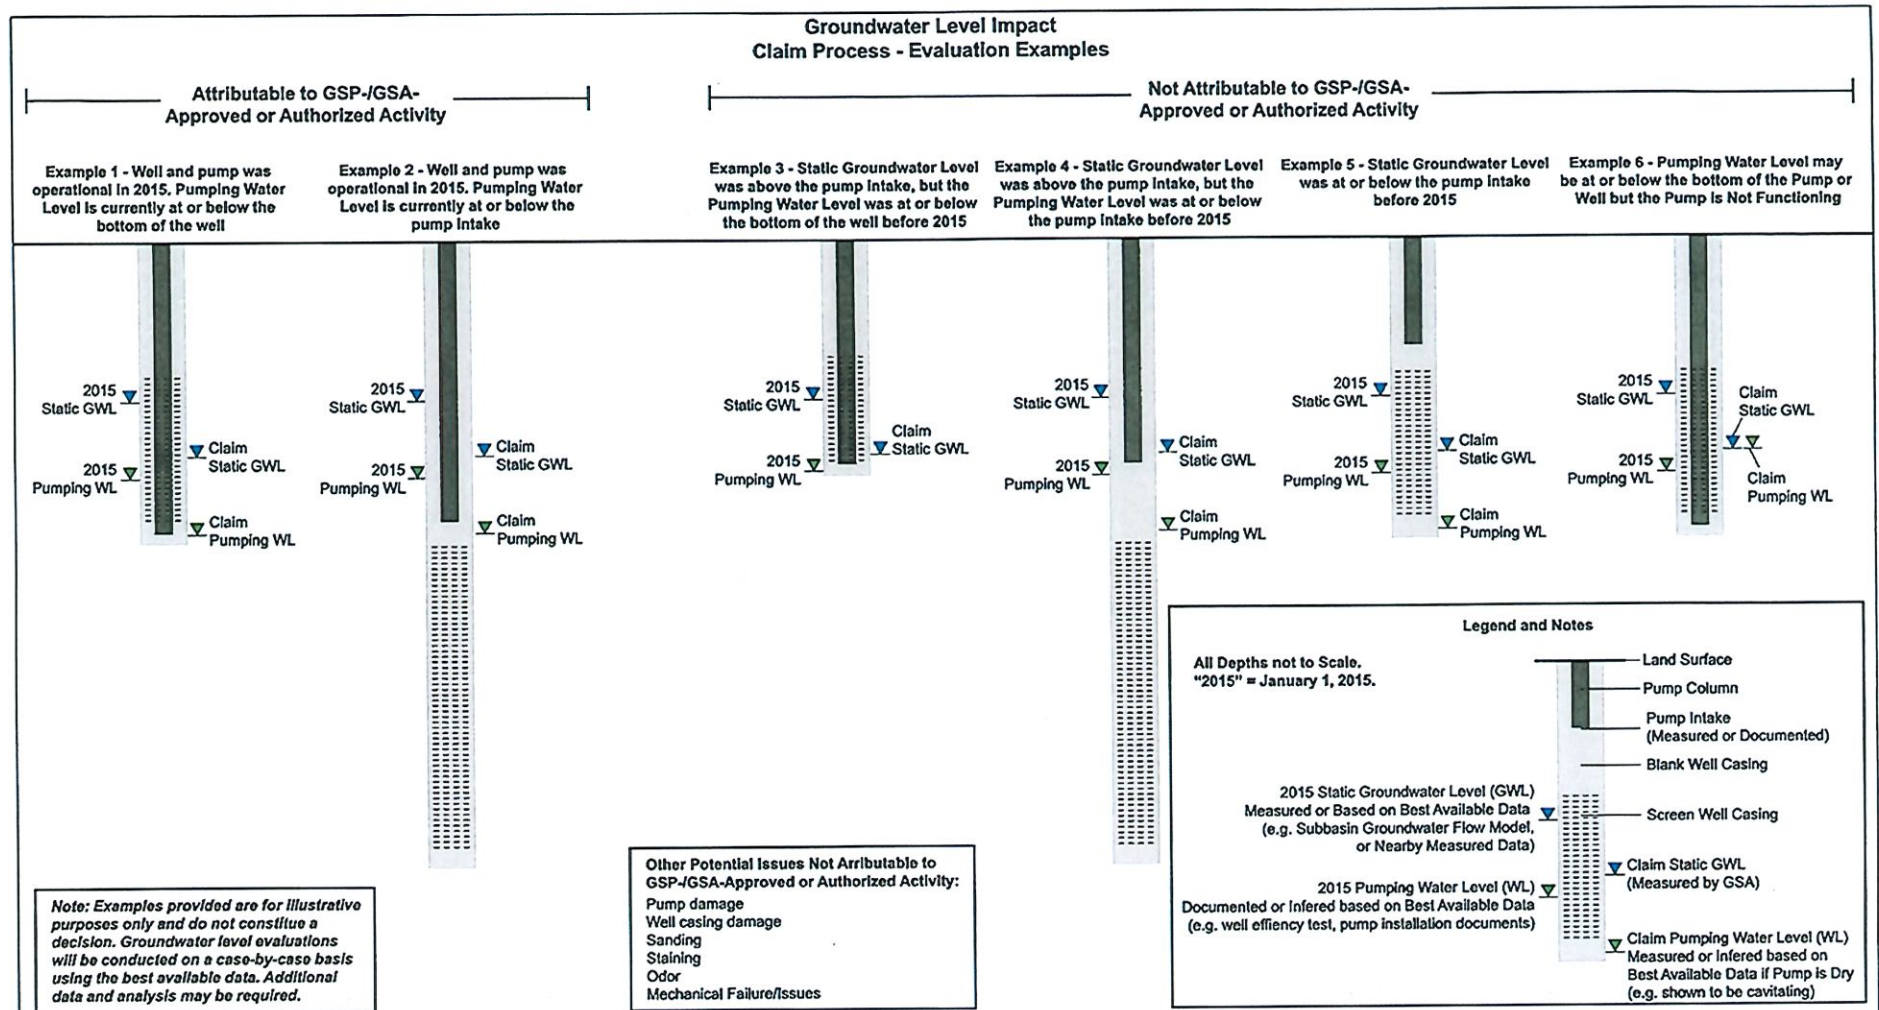 Groundwater Level Impact
Claim Process - Evaluation Examples
Attributable to GSP-/GSA-
Approved or Authorized Activity
Not Attributable to GSP-/GSA-
Approved or Authorized Activity
Example 1 - Well and pump was
operational in 2015. Pumping Water
Level is currently at or below the
bottom of the well
Example 2 - Well and pump was
operational in 2015. Pumping Water
Level is currently at or below the
pump intake
Example 3 - Static Groundwater Level
was above the pump intake, but the
Pumping Water Level was at or below
the bottom of the well before 2015
Example 4 - Static Groundwater Level
was above the pump intake, but the
Pumping Water Level was at or below
the pump intake before 2015
Example 5 - Static Groundwater Level
was at or below the pump intake
before 2015
Example 6 - Pumping Water Level may
be at or below the bottom of the Pump or
Well but the Pump is Not Functioning
2015
Static GWL
Claim
Static GWL
2015
Pumping WL
Claim
Pumping WL
2015
Static GWL
Claim
Static GWL
2015
Pumping WL
Claim
Pumping WL
2015
Static GWL
Claim
Static GWL
2015
Pumping WL
2015
Static GWL
Claim
Static GWL
2015
Pumping WL
Claim
Pumping WL
2015
Static GWL
Claim
Static GWL
2015
Pumping WL
Claim
Pumping WL
2015
Static GWL
Claim
Static GWL
2015
Pumping WL
Claim
Pumping WL
Legend and Notes
All Depths not to Scale.
"2015" = January 1, 2015.
Land Surface
Pump Column
Pump Intake
(Measured or Documented)
Blank Well Casing
2015 Static Groundwater Level (GWL)
Measured or Based on Best Available Data
(e.g. Subbasin Groundwater Flow Model,
or Nearby Measured Data)
Screen Well Casing
Claim Static GWL
(Measured by GSA)
2015 Pumping Water Level (WL)
Documented or Infered based on Best Available Data
(e.g. well effiency test, pump installation documents)
Claim Pumping Water Level (WL)
Measured or Infered based on
Best Available Data if Pump is Dry
(e.g. shown to be cavitating)
Other Potential Issues Not Arributable to
GSP-/GSA-Approved or Authorized Activity:
Pump damage
Well casing damage
Sanding
Staining
Odor
Mechanical Failure/Issues
Note: Examples provided are for illustrative
purposes only and do not constitute a
decision. Groundwater level evaluations
will be conducted on a case-by-case basis
using the best available data. Additional
data and analysis may be required.